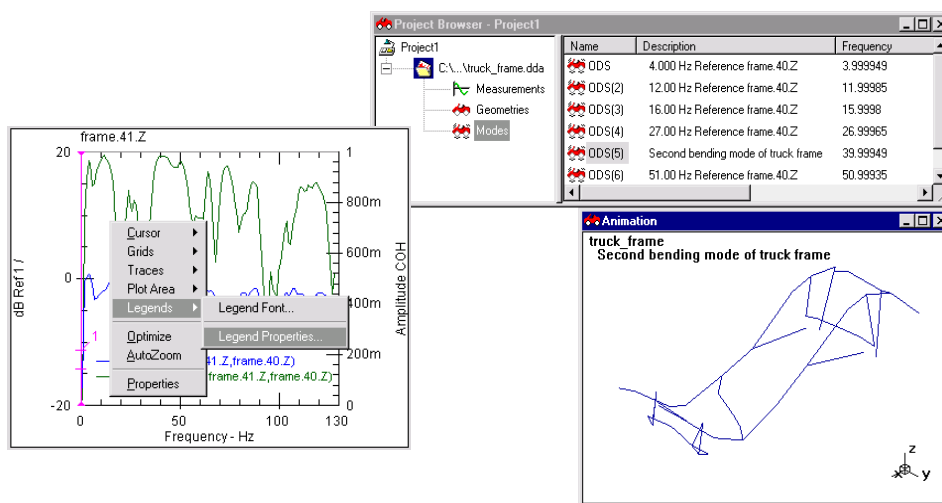 Project Browser - Project1
Project1
C:\...\truck_frame.dda
Measurements
Geometries
Modes
Name Description Frequency
ODS 4.000 Hz Reference frame.40.Z 3.999949
ODS(2) 12.00 Hz Reference frame.40.Z 11.99985
ODS(3) 16.00 Hz Reference frame.40.Z 15.9998
ODS(4) 27.00 Hz Reference frame.40.Z 26.99965
ODS(5) Second bending mode of truck frame 39.99949
ODS(6) 51.00 Hz Reference frame.40.Z 50.99935
frame.41.Z
20
0
-20
dB Ref 1 /
1
800m
600m
400m
200m
0
Amplitude COH
1
Cursor
Grids
Traces
Plot Area
Legends
Optimize
AutoZoom
Properties
Legend Font...
Legend Properties...
41.Z,frame.40.Z)
frame.41.Z,frame.40.Z)
0 50 100 130
Frequency - Hz
Animation
truck_frame
Second bending mode of truck frame
z
x
y